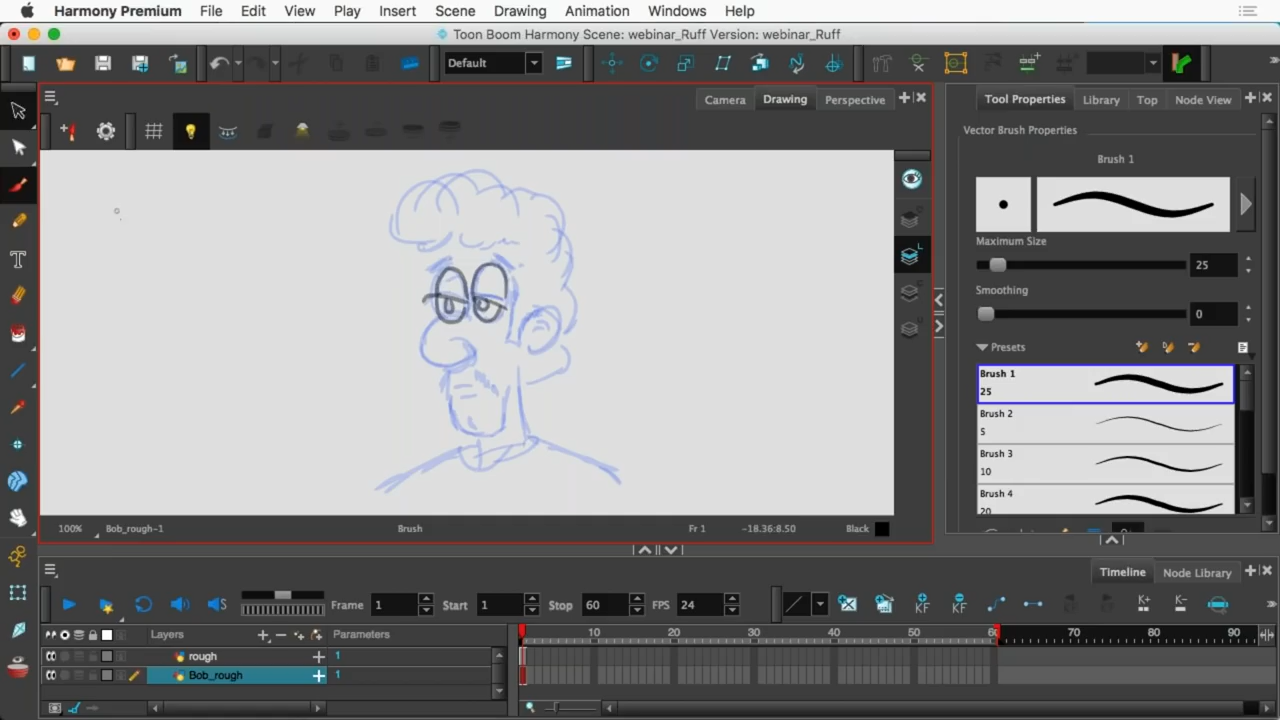 Harmony Premium File Edit View Play Insert Scene Drawing Animation Windows Help
Toon Boom Harmony Scene: webinar_Ruff Version: webinar_Ruff
Default
Camera Drawing Perspective
Tool Properties Library Top Node View
Vector Brush Properties
Brush 1
Maximum Size
25
Smoothing
0
Presets
Brush 1
25
Brush 2
5
Brush 3
10
Brush 4
20
100% Bob_rough-1 Brush Fr 1 -18.36:8.50 Black
Timeline Node Library
Frame 1 Start 1 Stop 60 FPS 24 KF KF K+ K-
Layers Parameters 10 20 30 40 50 60 70 80 90
rough 1
Bob_rough 1